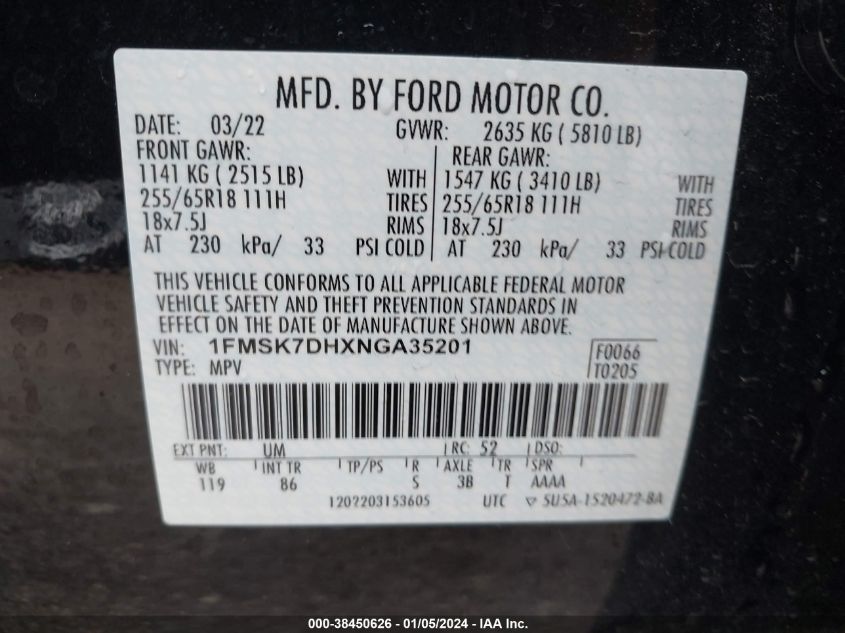 MFD. BY FORD MOTOR CO.
DATE: 03/22 GVWR: 2635 KG ( 5810 LB)
FRONT GAWR: REAR GAWR:
1141 KG ( 2515 LB) WITH 1547 KG ( 3410 LB) WITH
255/65R18 111H TIRES 255/65R18 111H TIRES
18x7.5J RIMS 18x7.5J RIMS
AT 230 kPa/ 33 PSI COLD AT 230 kPa/ 33 PSI COLD
THIS VEHICLE CONFORMS TO ALL APPLICABLE FEDERAL MOTOR
VEHICLE SAFETY AND THEFT PREVENTION STANDARDS IN
EFFECT ON THE DATE OF MANUFACTURE SHOWN ABOVE.
VIN: 1FMSK7DHXNGA35201 F0066
TYPE: MPV T0205
EXT PNT: UM RC: 52 DSO:
WB INT TR TP/PS R AXLE TR SPR
119 86 S 3B T AAAA
1202203153605 UTC ▽ SU5A-1520472-BA
000-38450626 - 01/05/2024 - IAA Inc.